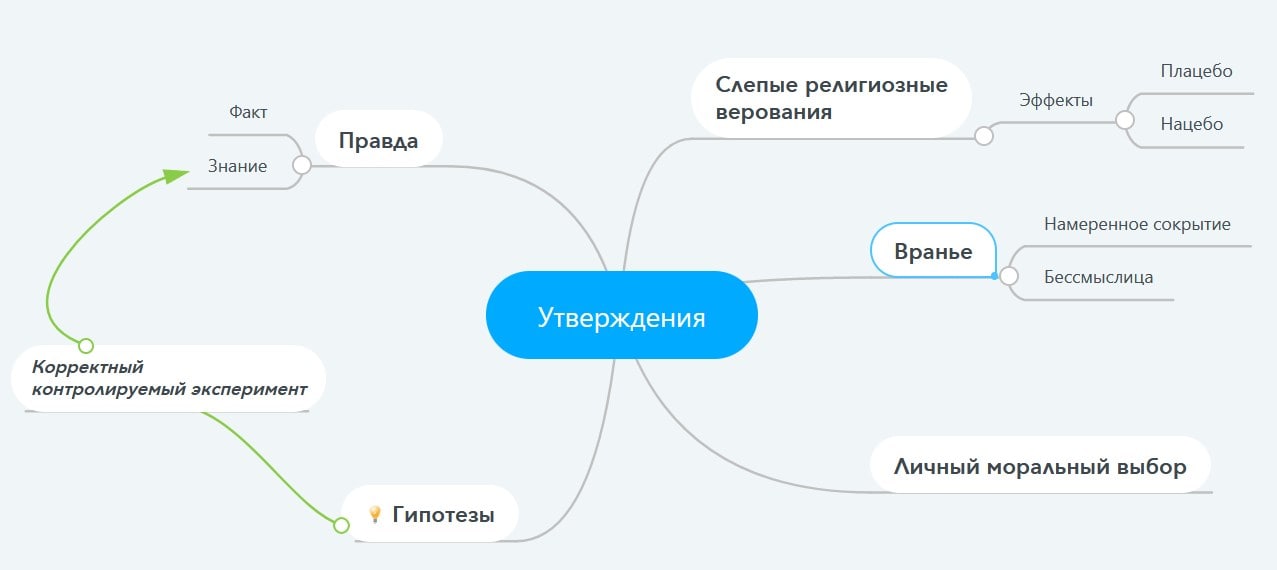 Утверждения
Правда
Факт
Знание
Корректный
контролируемый эксперимент
Гипотезы
Слепые религиозные
верования
Эффекты
Плацебо
Нацебо
Вранье
Намеренное сокрытие
Бессмыслица
Личный моральный выбор